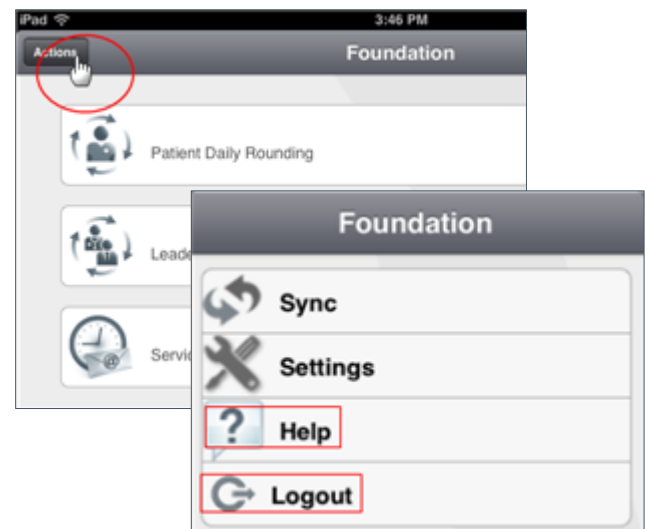 iPad 3:46 PM
Actions Foundation
Patient Daily Rounding
Foundation
Sync
Settings
Help
Logout